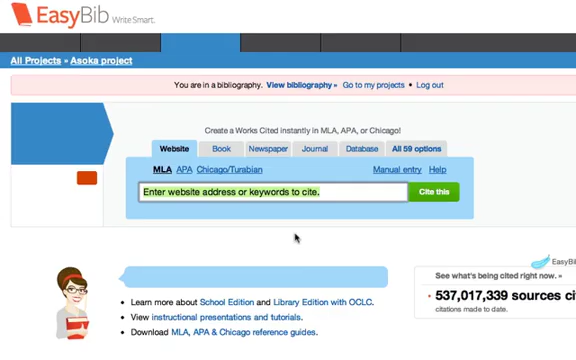 EasyBib Write Smart.
All Projects » Asoka project
You are in a bibliography. View bibliography » Go to my projects • Log out
Create a Works Cited instantly in MLA, APA, or Chicago!
Website Book Newspaper Journal Database All 59 options
MLA APA Chicago/Turabian Manual entry Help
Enter website address or keywords to cite. Cite this
EasyBi
See what's being cited right now. »
• Learn more about School Edition and Library Edition with OCLC.
• 537,017,339 sources ci
citations made to date.
• View instructional presentations and tutorials.
• Download MLA, APA & Chicago reference guides.